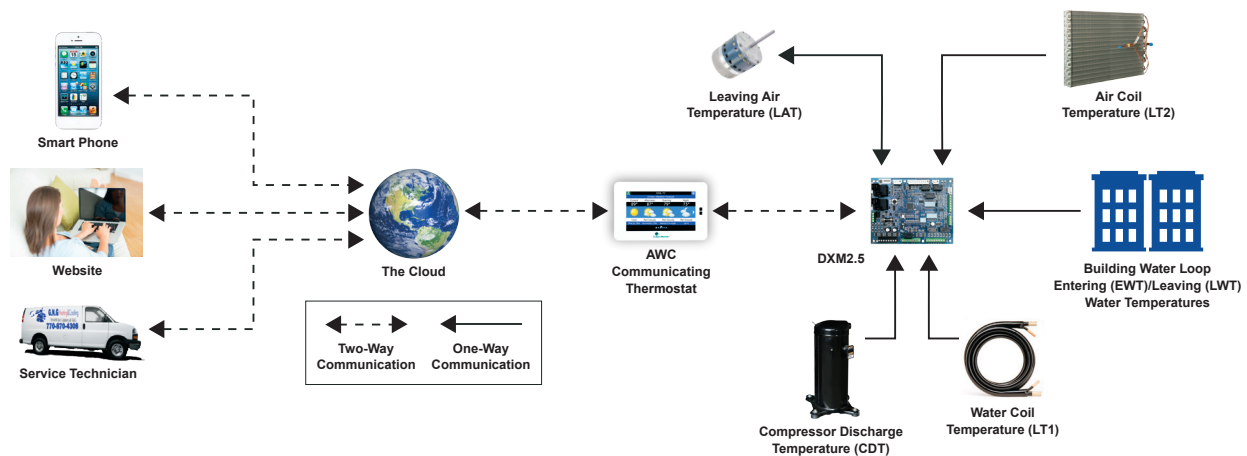 Smart Phone
Website
G.N.G Heating & Cooling
770-870-4308
Service Technician
The Cloud
Two-Way
Communication
One-Way
Communication
AWC
Communicating
Thermostat
Leaving Air
Temperature (LAT)
Air Coil
Temperature (LT2)
DXM2.5
Building Water Loop
Entering (EWT)/Leaving (LWT)
Water Temperatures
Compressor Discharge
Temperature (CDT)
Water Coil
Temperature (LT1)